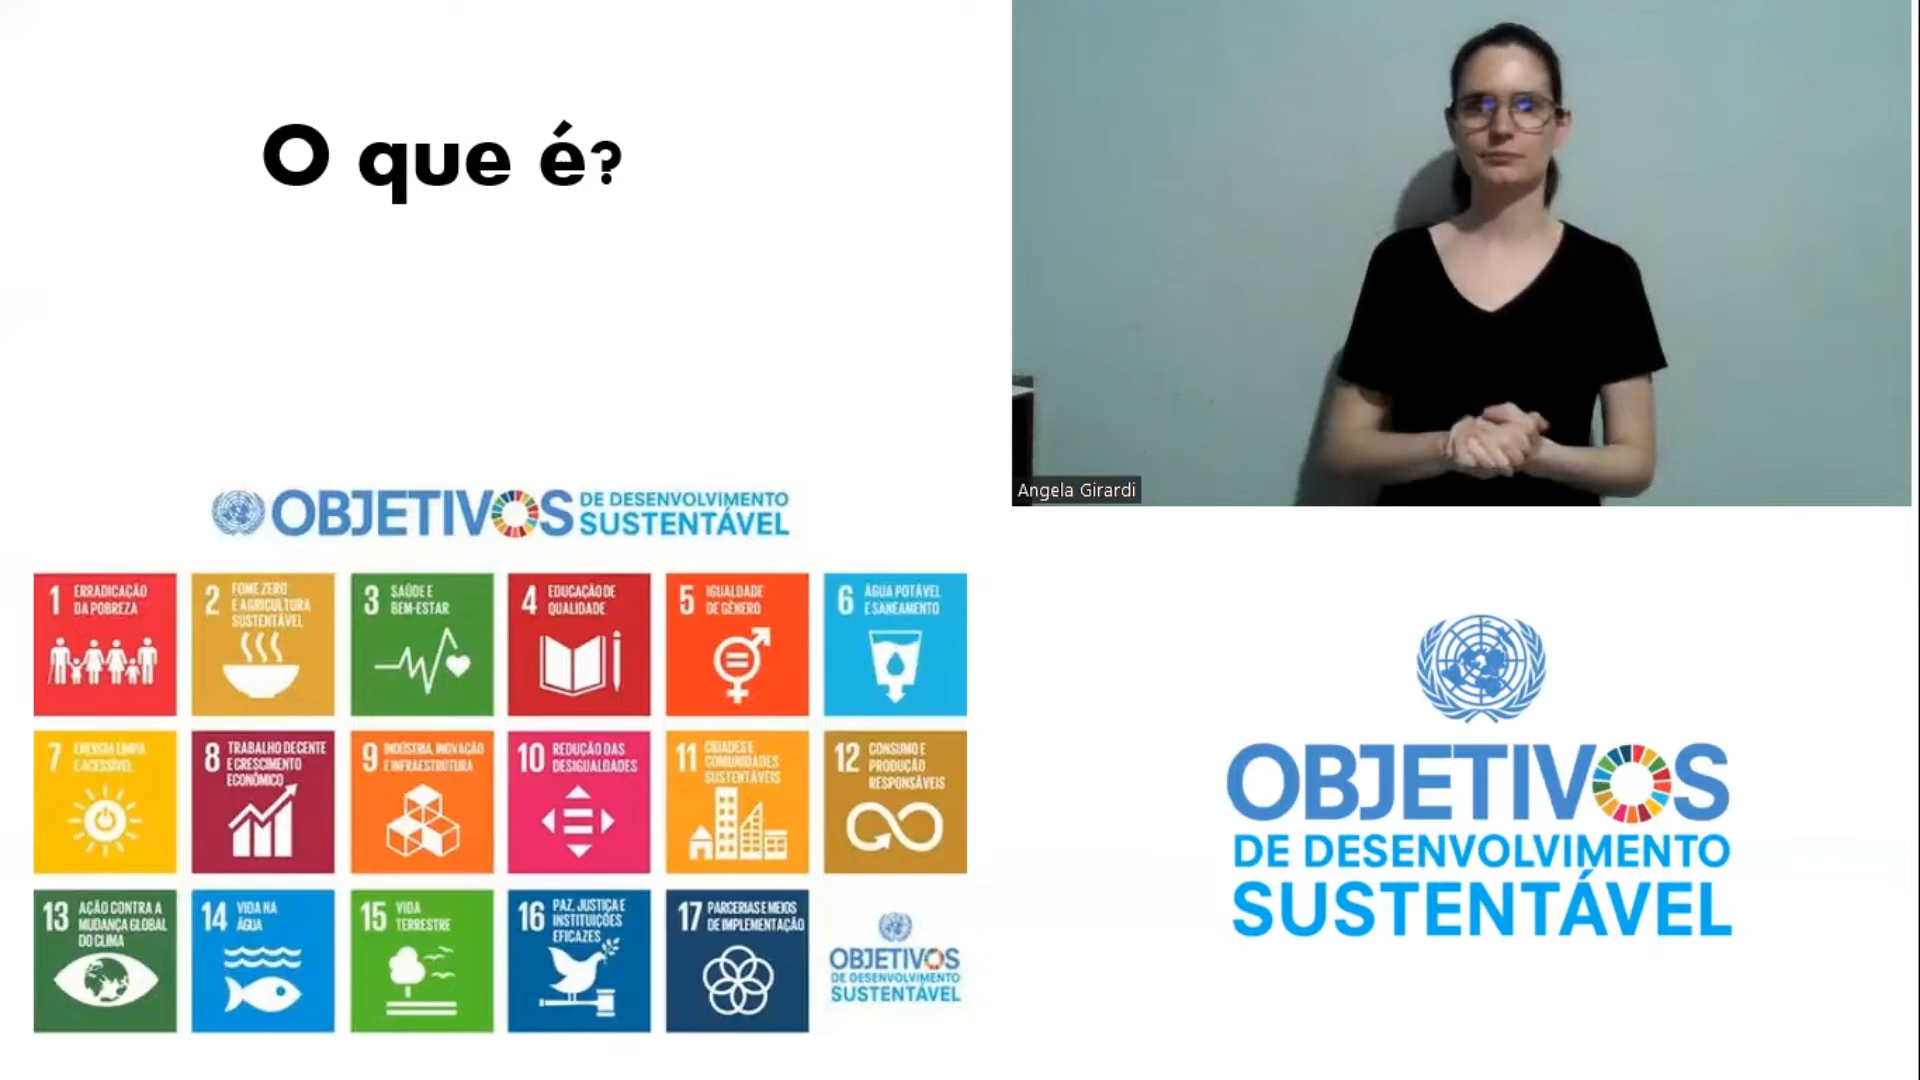 O que é?
Angela Girardi
OBJETIVOS
DE DESENVOLVIMENTO
SUSTENTÁVEL
1 ERRADICAÇÃO
DA POBREZA
2 FOME ZERO
E AGRICULTURA
SUSTENTÁVEL
3 SAÚDE E
BEM-ESTAR
4 EDUCAÇÃO DE
QUALIDADE
5 IGUALDADE
DE GÊNERO
6 ÁGUA POTÁVEL
E SANEAMENTO
7 ENERGIA LIMPA
E ACESSÍVEL
8 TRABALHO DECENTE
E CRESCIMENTO
ECONÔMICO
9 INDÚSTRIA, INOVAÇÃO
E INFRAESTRUTURA
10 REDUÇÃO DAS
DESIGUALDADES
11 CIDADES E
COMUNIDADES
SUSTENTÁVEIS
12 CONSUMO E
PRODUÇÃO
RESPONSÁVEIS
13 AÇÃO CONTRA A
MUDANÇA GLOBAL
DO CLIMA
14 VIDA NA
ÁGUA
15 VIDA
TERRESTRE
16 PAZ, JUSTIÇA E
INSTITUIÇÕES
EFICAZES
17 PARCERIAS E MEIOS
DE IMPLEMENTAÇÃO
OBJETIVOS
DE DESENVOLVIMENTO
SUSTENTÁVEL
OBJETIVOS
DE DESENVOLVIMENTO
SUSTENTÁVEL